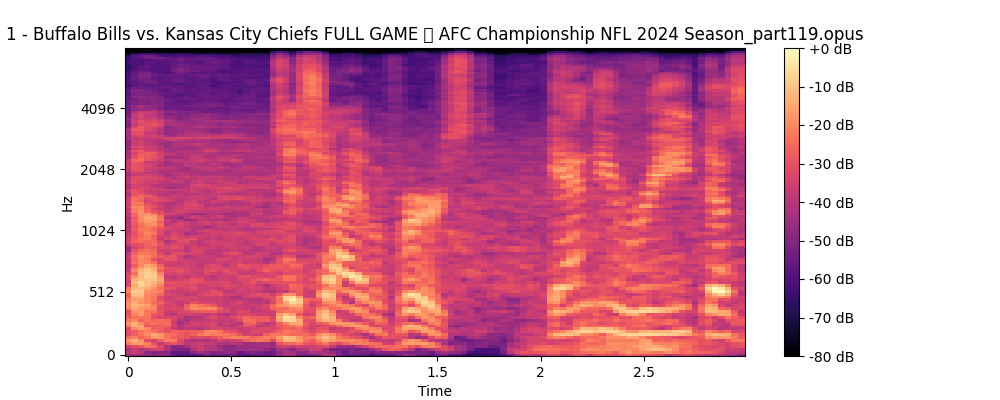 1 - Buffalo Bills vs. Kansas City Chiefs FULL GAME ▯ AFC Championship NFL 2024 Season_part119.opus
+0 dB
-10 dB
-20 dB
-30 dB
-40 dB
-50 dB
-60 dB
-70 dB
-80 dB
4096
2048
1024
512
0
Hz
0
0.5
1
1.5
2
2.5
Time